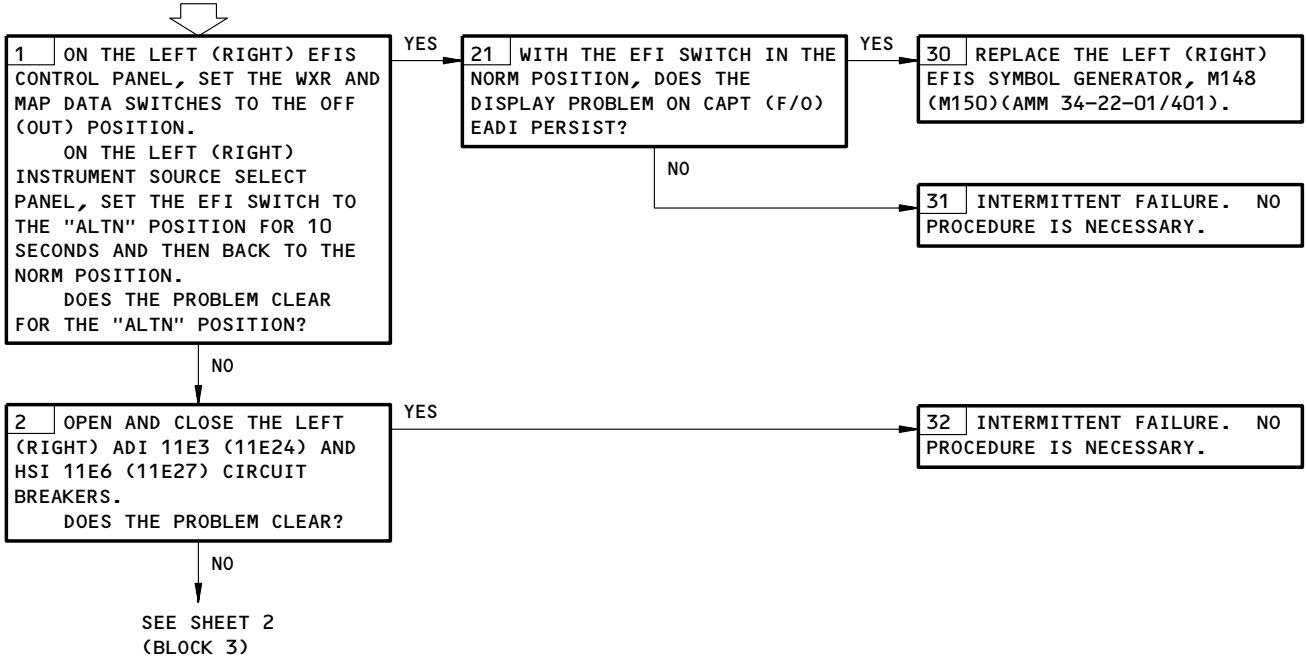 1 ON THE LEFT (RIGHT) EFIS
CONTROL PANEL, SET THE WXR AND
MAP DATA SWITCHES TO THE OFF
(OUT) POSITION.
ON THE LEFT (RIGHT)
INSTRUMENT SOURCE SELECT
PANEL, SET THE EFI SWITCH TO
THE "ALTN" POSITION FOR 10
SECONDS AND THEN BACK TO THE
NORM POSITION.
DOES THE PROBLEM CLEAR
FOR THE "ALTN" POSITION?
YES
21 WITH THE EFI SWITCH IN THE
NORM POSITION, DOES THE
DISPLAY PROBLEM ON CAPT (F/O)
EADI PERSIST?
YES
30 REPLACE THE LEFT (RIGHT)
EFIS SYMBOL GENERATOR, M148
(M150)(AMM 34-22-01/401).
NO
31 INTERMITTENT FAILURE. NO
PROCEDURE IS NECESSARY.
NO
2 OPEN AND CLOSE THE LEFT
(RIGHT) ADI 11E3 (11E24) AND
HSI 11E6 (11E27) CIRCUIT
BREAKERS.
DOES THE PROBLEM CLEAR?
YES
32 INTERMITTENT FAILURE. NO
PROCEDURE IS NECESSARY.
NO
SEE SHEET 2
(BLOCK 3)